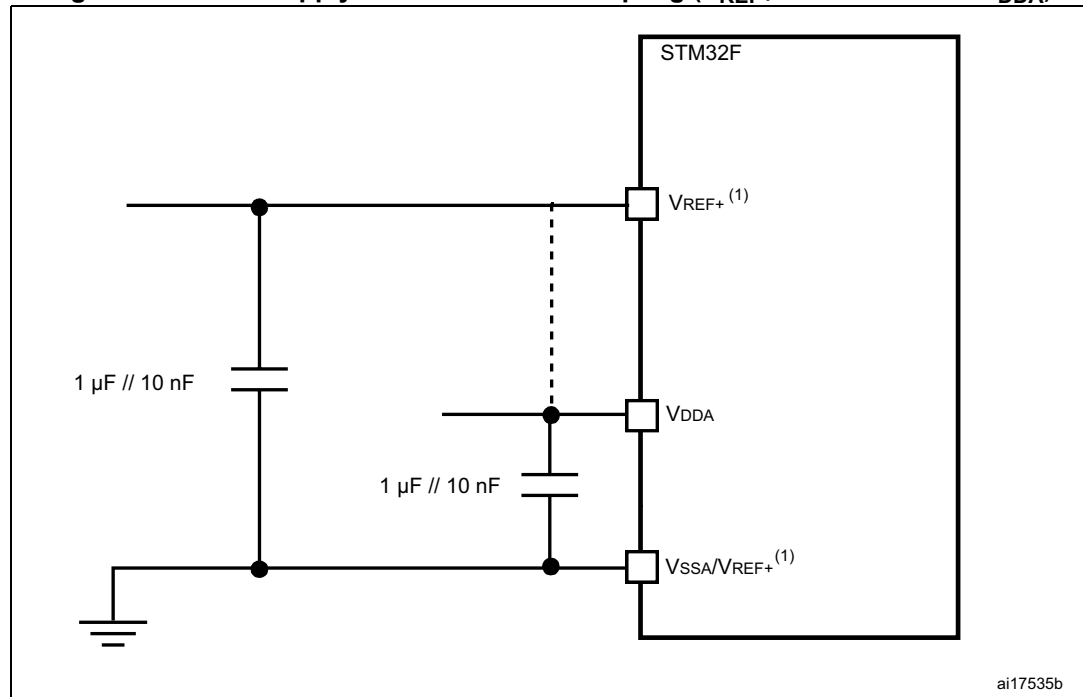 STM32F
VREF+ (1)
1 µF // 10 nF
VDDA
1 µF // 10 nF
VSSA/VREF+ (1)
ai17535b